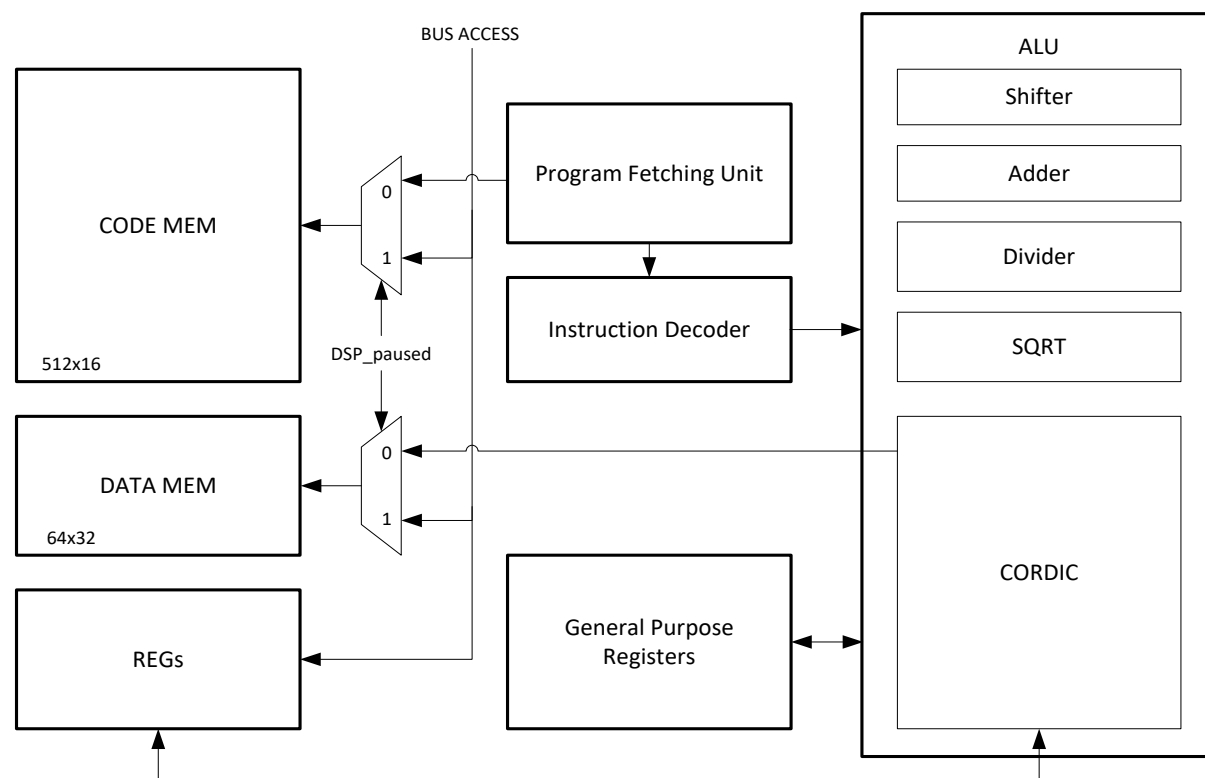 BUS ACCESS
ALU
Shifter
Adder
Divider
SQRT
CORDIC
CODE MEM
512x16
0
1
Program Fetching Unit
Instruction Decoder
DSP_paused
DATA MEM
64x32
0
1
General Purpose
Registers
REGs